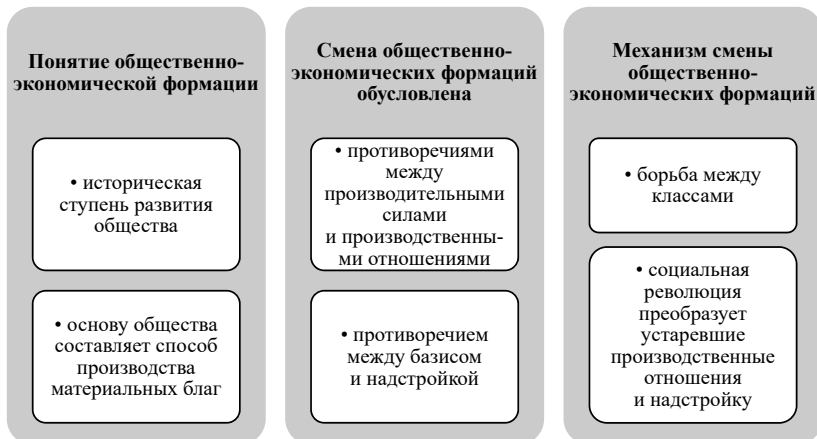 Понятие общественно-
экономической формации
• историческая
ступень развития
общества
• основу общества
составляет способ
производства
материальных благ
Смена общественно-
экономических формаций
обусловлена
• противоречиями
между
производительными
силами
и производственны-
ми отношениями
• противоречием
между базисом
и надстройкой
Механизм смены
общественно-
экономических формаций
• борьба между
классами
• социальная
революция
преобразует
устаревшие
производственные
отношения
и надстройку